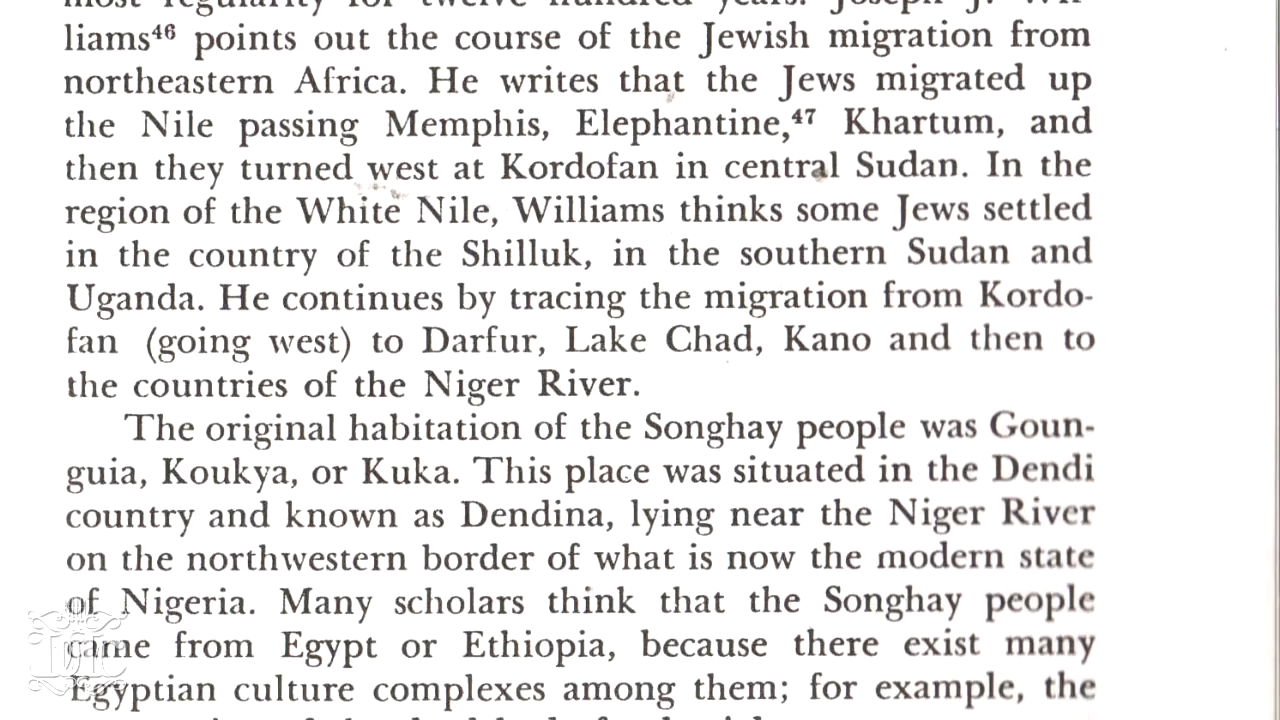 most regularity for twelve hundred years. Joseph J. Wil-
liams⁴⁶ points out the course of the Jewish migration from
northeastern Africa. He writes that the Jews migrated up
the Nile passing Memphis, Elephantine,⁴⁷ Khartum, and
then they turned west at Kordofan in central Sudan. In the
region of the White Nile, Williams thinks some Jews settled
in the country of the Shilluk, in the southern Sudan and
Uganda. He continues by tracing the migration from Kordo-
fan (going west) to Darfur, Lake Chad, Kano and then to
the countries of the Niger River.
The original habitation of the Songhay people was Goun-
guia, Koukya, or Kuka. This place was situated in the Dendi
country and known as Dendina, lying near the Niger River
on the northwestern border of what is now the modern state
of Nigeria. Many scholars think that the Songhay people
came from Egypt or Ethiopia, because there exist many
Egyptian culture complexes among them; for example, the